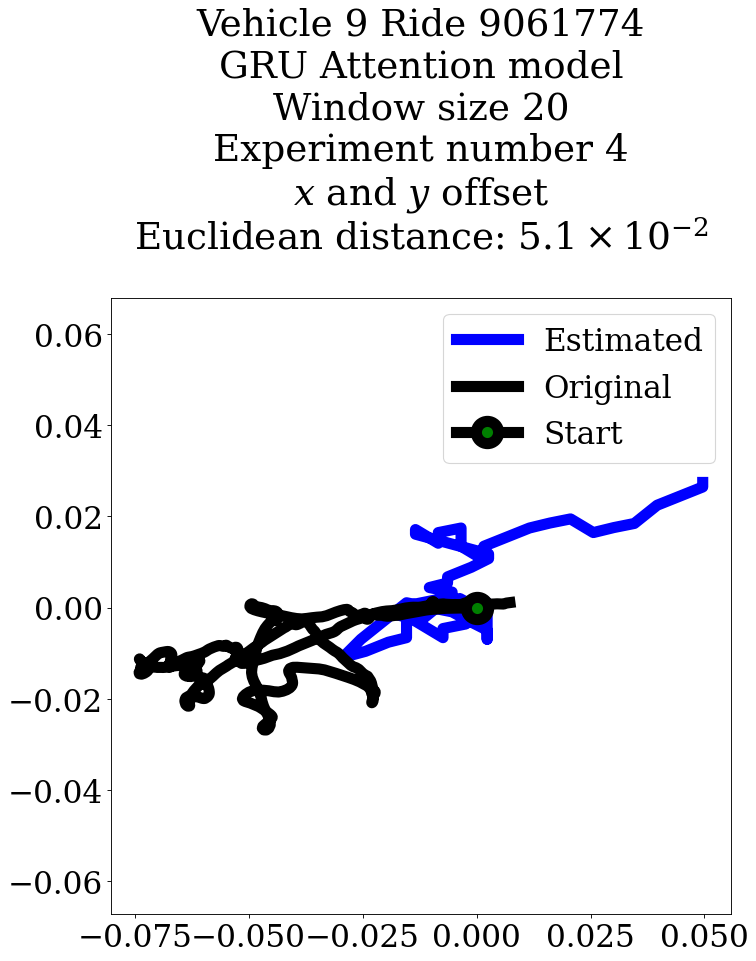 Vehicle 9 Ride 9061774
GRU Attention model
Window size 20
Experiment number 4
x and y offset
Euclidean distance: 5.1 × 10⁻²
Estimated
Original
Start
0.06
0.04
0.02
0.00
−0.02
−0.04
−0.06
−0.075 −0.050 −0.025 0.000 0.025 0.050